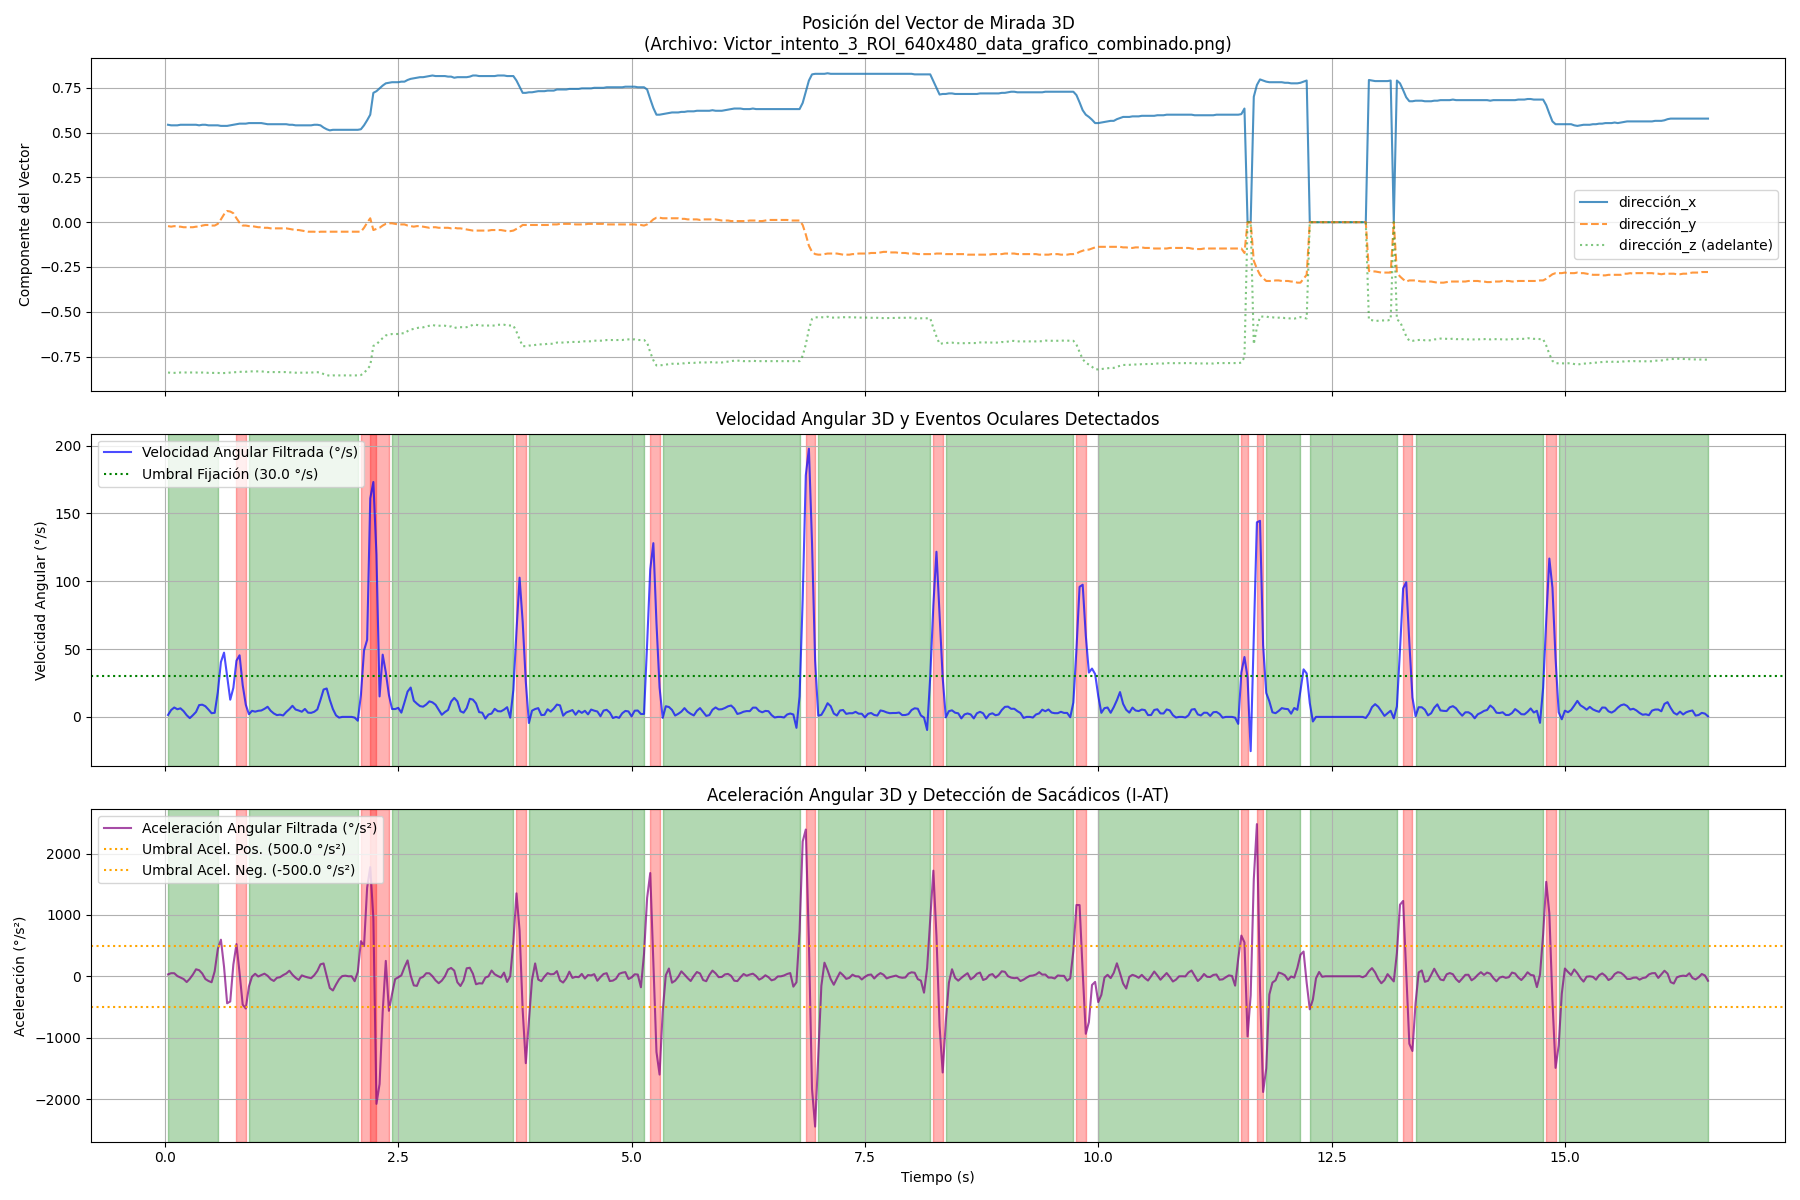 Posición del Vector de Mirada 3D
(Archivo: Victor_intento_3_ROI_640x480_data_grafico_combinado.png)
Componente del Vector
0.75
0.50
0.25
0.00
−0.25
−0.50
−0.75
dirección_x
dirección_y
dirección_z (adelante)
Velocidad Angular 3D y Eventos Oculares Detectados
Velocidad Angular (°/s)
200
150
100
50
0
Velocidad Angular Filtrada (°/s)
Umbral Fijación (30.0 °/s)
Aceleración Angular 3D y Detección de Sacádicos (I-AT)
Aceleración (°/s²)
2000
1000
0
−1000
−2000
Aceleración Angular Filtrada (°/s²)
Umbral Acel. Pos. (500.0 °/s²)
Umbral Acel. Neg. (-500.0 °/s²)
0.0 2.5 5.0 7.5 10.0 12.5 15.0
Tiempo (s)